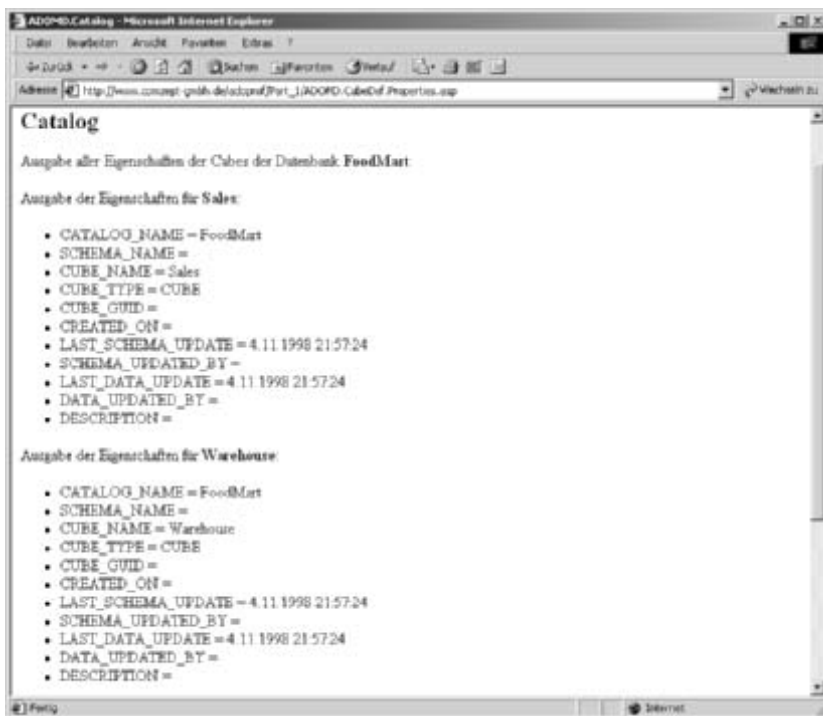 ADOMD.Catalog - Microsoft Internet Explorer
Datei Bearbeiten Ansicht Favoriten Extras ?
Zurück Suchen Favoriten Verlauf
Adresse http://www.comzept-gmbh.de/adoprof/Part_1/ADOMD.CubeDef.Properties.asp Wechseln zu
Catalog
Ausgabe aller Eigenschaften der Cubes der Datenbank FoodMart
Ausgabe der Eigenschaften für Sales:
• CATALOG_NAME = FoodMart
• SCHEMA_NAME =
• CUBE_NAME = Sales
• CUBE_TYPE = CUBE
• CUBE_GUID =
• CREATED_ON =
• LAST_SCHEMA_UPDATE = 4.11.1998 21:57:24
• SCHEMA_UPDATED_BY =
• LAST_DATA_UPDATE = 4.11.1998 21:57:24
• DATA_UPDATED_BY =
• DESCRIPTION =
Ausgabe der Eigenschaften für Warehouse:
• CATALOG_NAME = FoodMart
• SCHEMA_NAME =
• CUBE_NAME = Warehouse
• CUBE_TYPE = CUBE
• CUBE_GUID =
• CREATED_ON =
• LAST_SCHEMA_UPDATE = 4.11.1998 21:57:24
• SCHEMA_UPDATED_BY =
• LAST_DATA_UPDATE = 4.11.1998 21:57:24
• DATA_UPDATED_BY =
• DESCRIPTION =
Fertig Internet